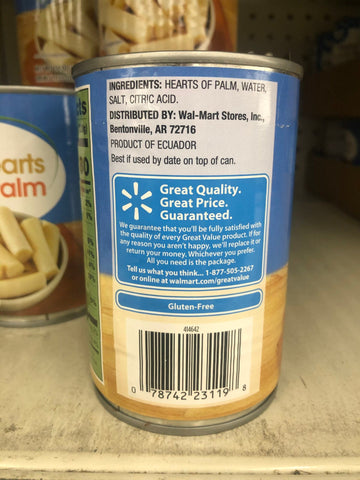 INGREDIENTS: HEARTS OF PALM, WATER,
SALT, CITRIC ACID.
DISTRIBUTED BY: Wal-Mart Stores, Inc.,
Bentonville, AR 72716
PRODUCT OF ECUADOR
Best if used by date on top of can.
Great Quality.
Great Price.
Guaranteed.
We guarantee that you'll be fully satisfied with
the quality of every Great Value product. If for
any reason you aren't happy, we'll replace it or
return your money. Whichever you prefer.
All you need is the package.
Tell us what you think... 1-877-505-2267
or online at walmart.com/greatvalue
Gluten-Free
414642
0 78742 23119 8
arts
alm